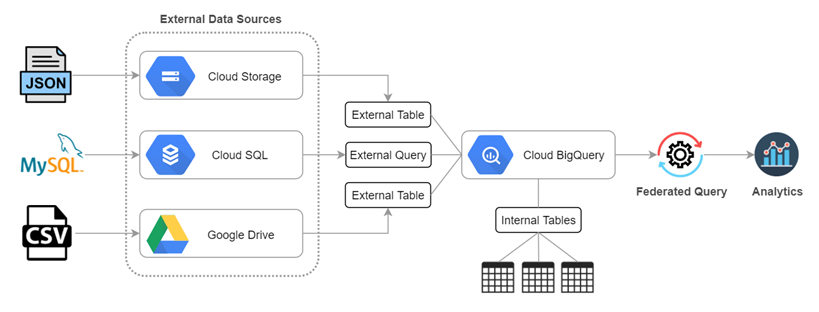 External Data Sources
JSON
Cloud Storage
External Table
MySQL
Cloud SQL
External Query
Cloud BigQuery
Federated Query
Analytics
External Table
Internal Tables
CSV
Google Drive